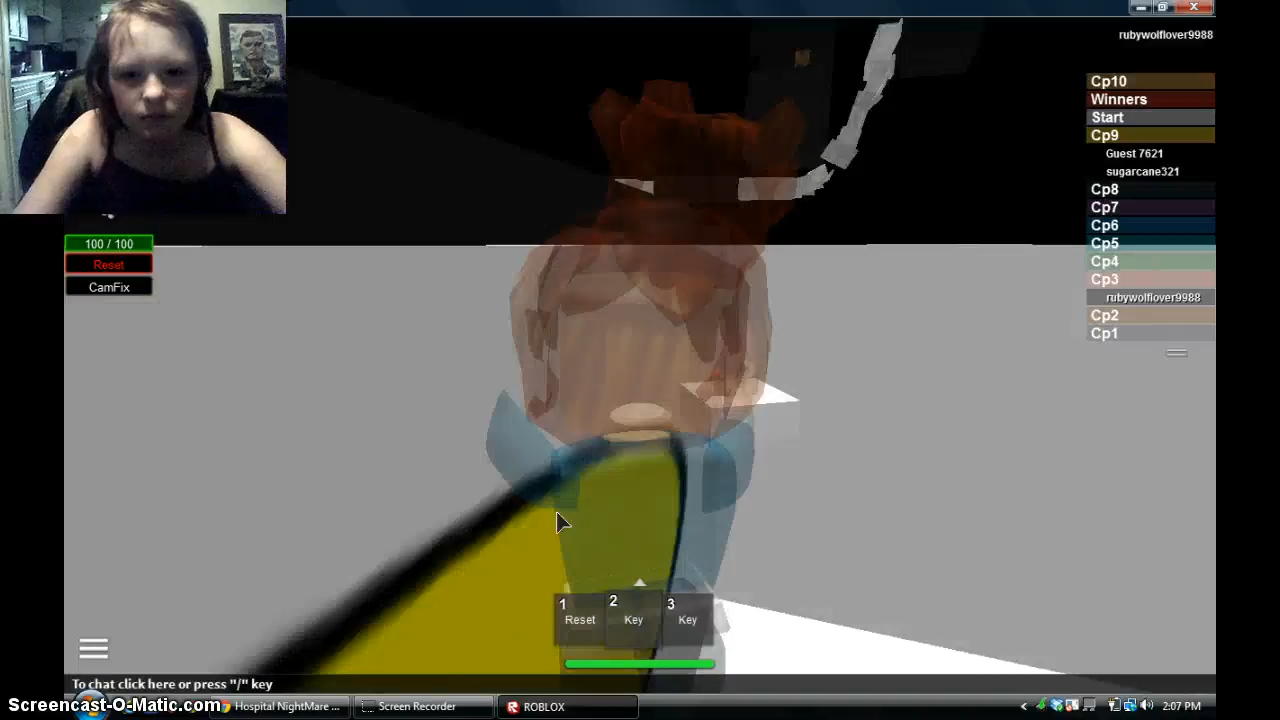 rubywolflover9988
Cp10
Winners
Start
Cp9
Guest 7621
sugarcane321
Cp8
Cp7
Cp6
Cp5
Cp4
Cp3
rubywolflover9988
Cp2
Cp1
100 / 100
Reset
CamFix
1 2 3
Reset Key Key
To chat click here or press "/" key
Screencast-O-Matic.com
Hospital NightMare ...
Screen Recorder
ROBLOX
2:07 PM